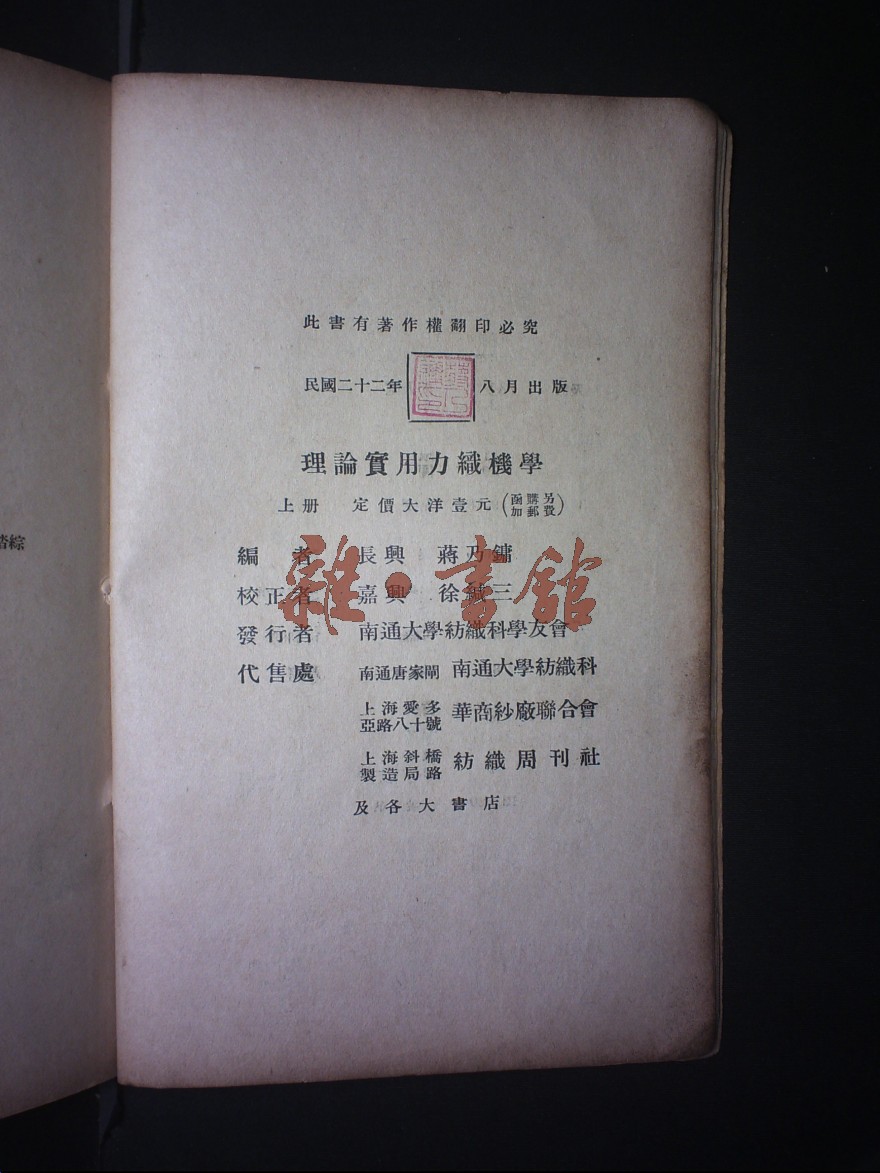 此書有著作權翻印必究
民國二十二年 八月出版
理論實用力織機學
上册 定價大洋壹元(函購另加郵費)
編者 長興 蔣乃鏞
校正者 嘉興 徐緘三
發行者 南通大學紡織科學友會
代售處 南通唐家閘 南通大學紡織科
上海愛多亞路八十號 華商紗廠聯合會
上海斜橋製造局路 紡織周刊社
及各大書店
踏綜
雜·書館